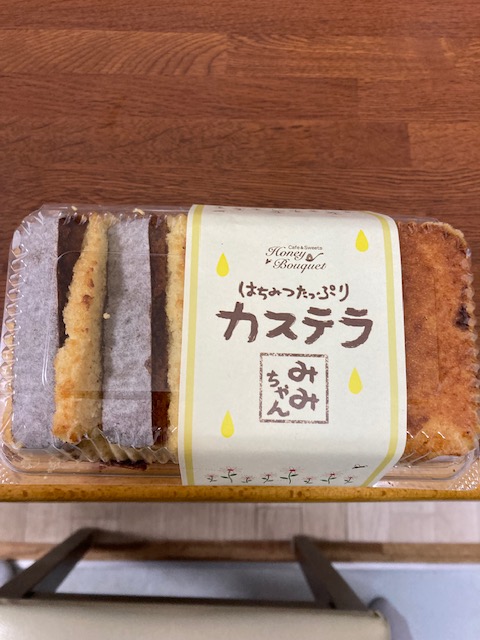 Cafe & Sweets
Honey
Bouquet
はちみつたっぷり
カステラ
みみ
ちゃん